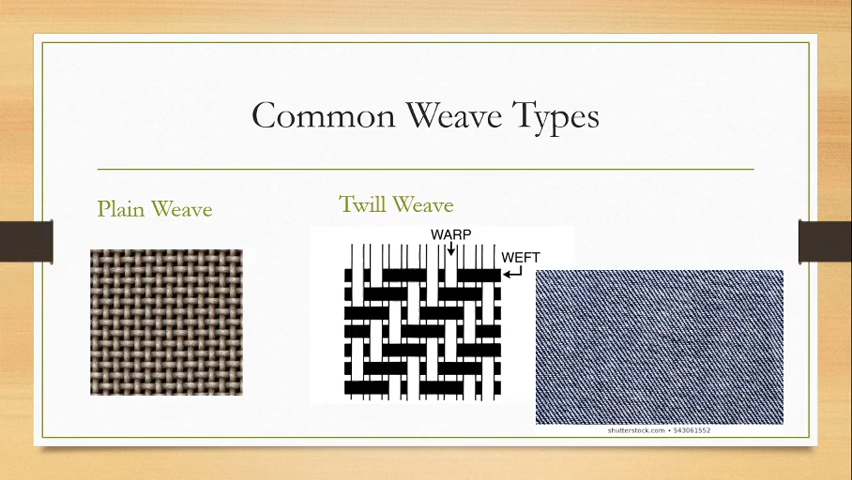 Common Weave Types
Plain Weave
Twill Weave
WARP
WEFT
shutterstock.com • 543061552